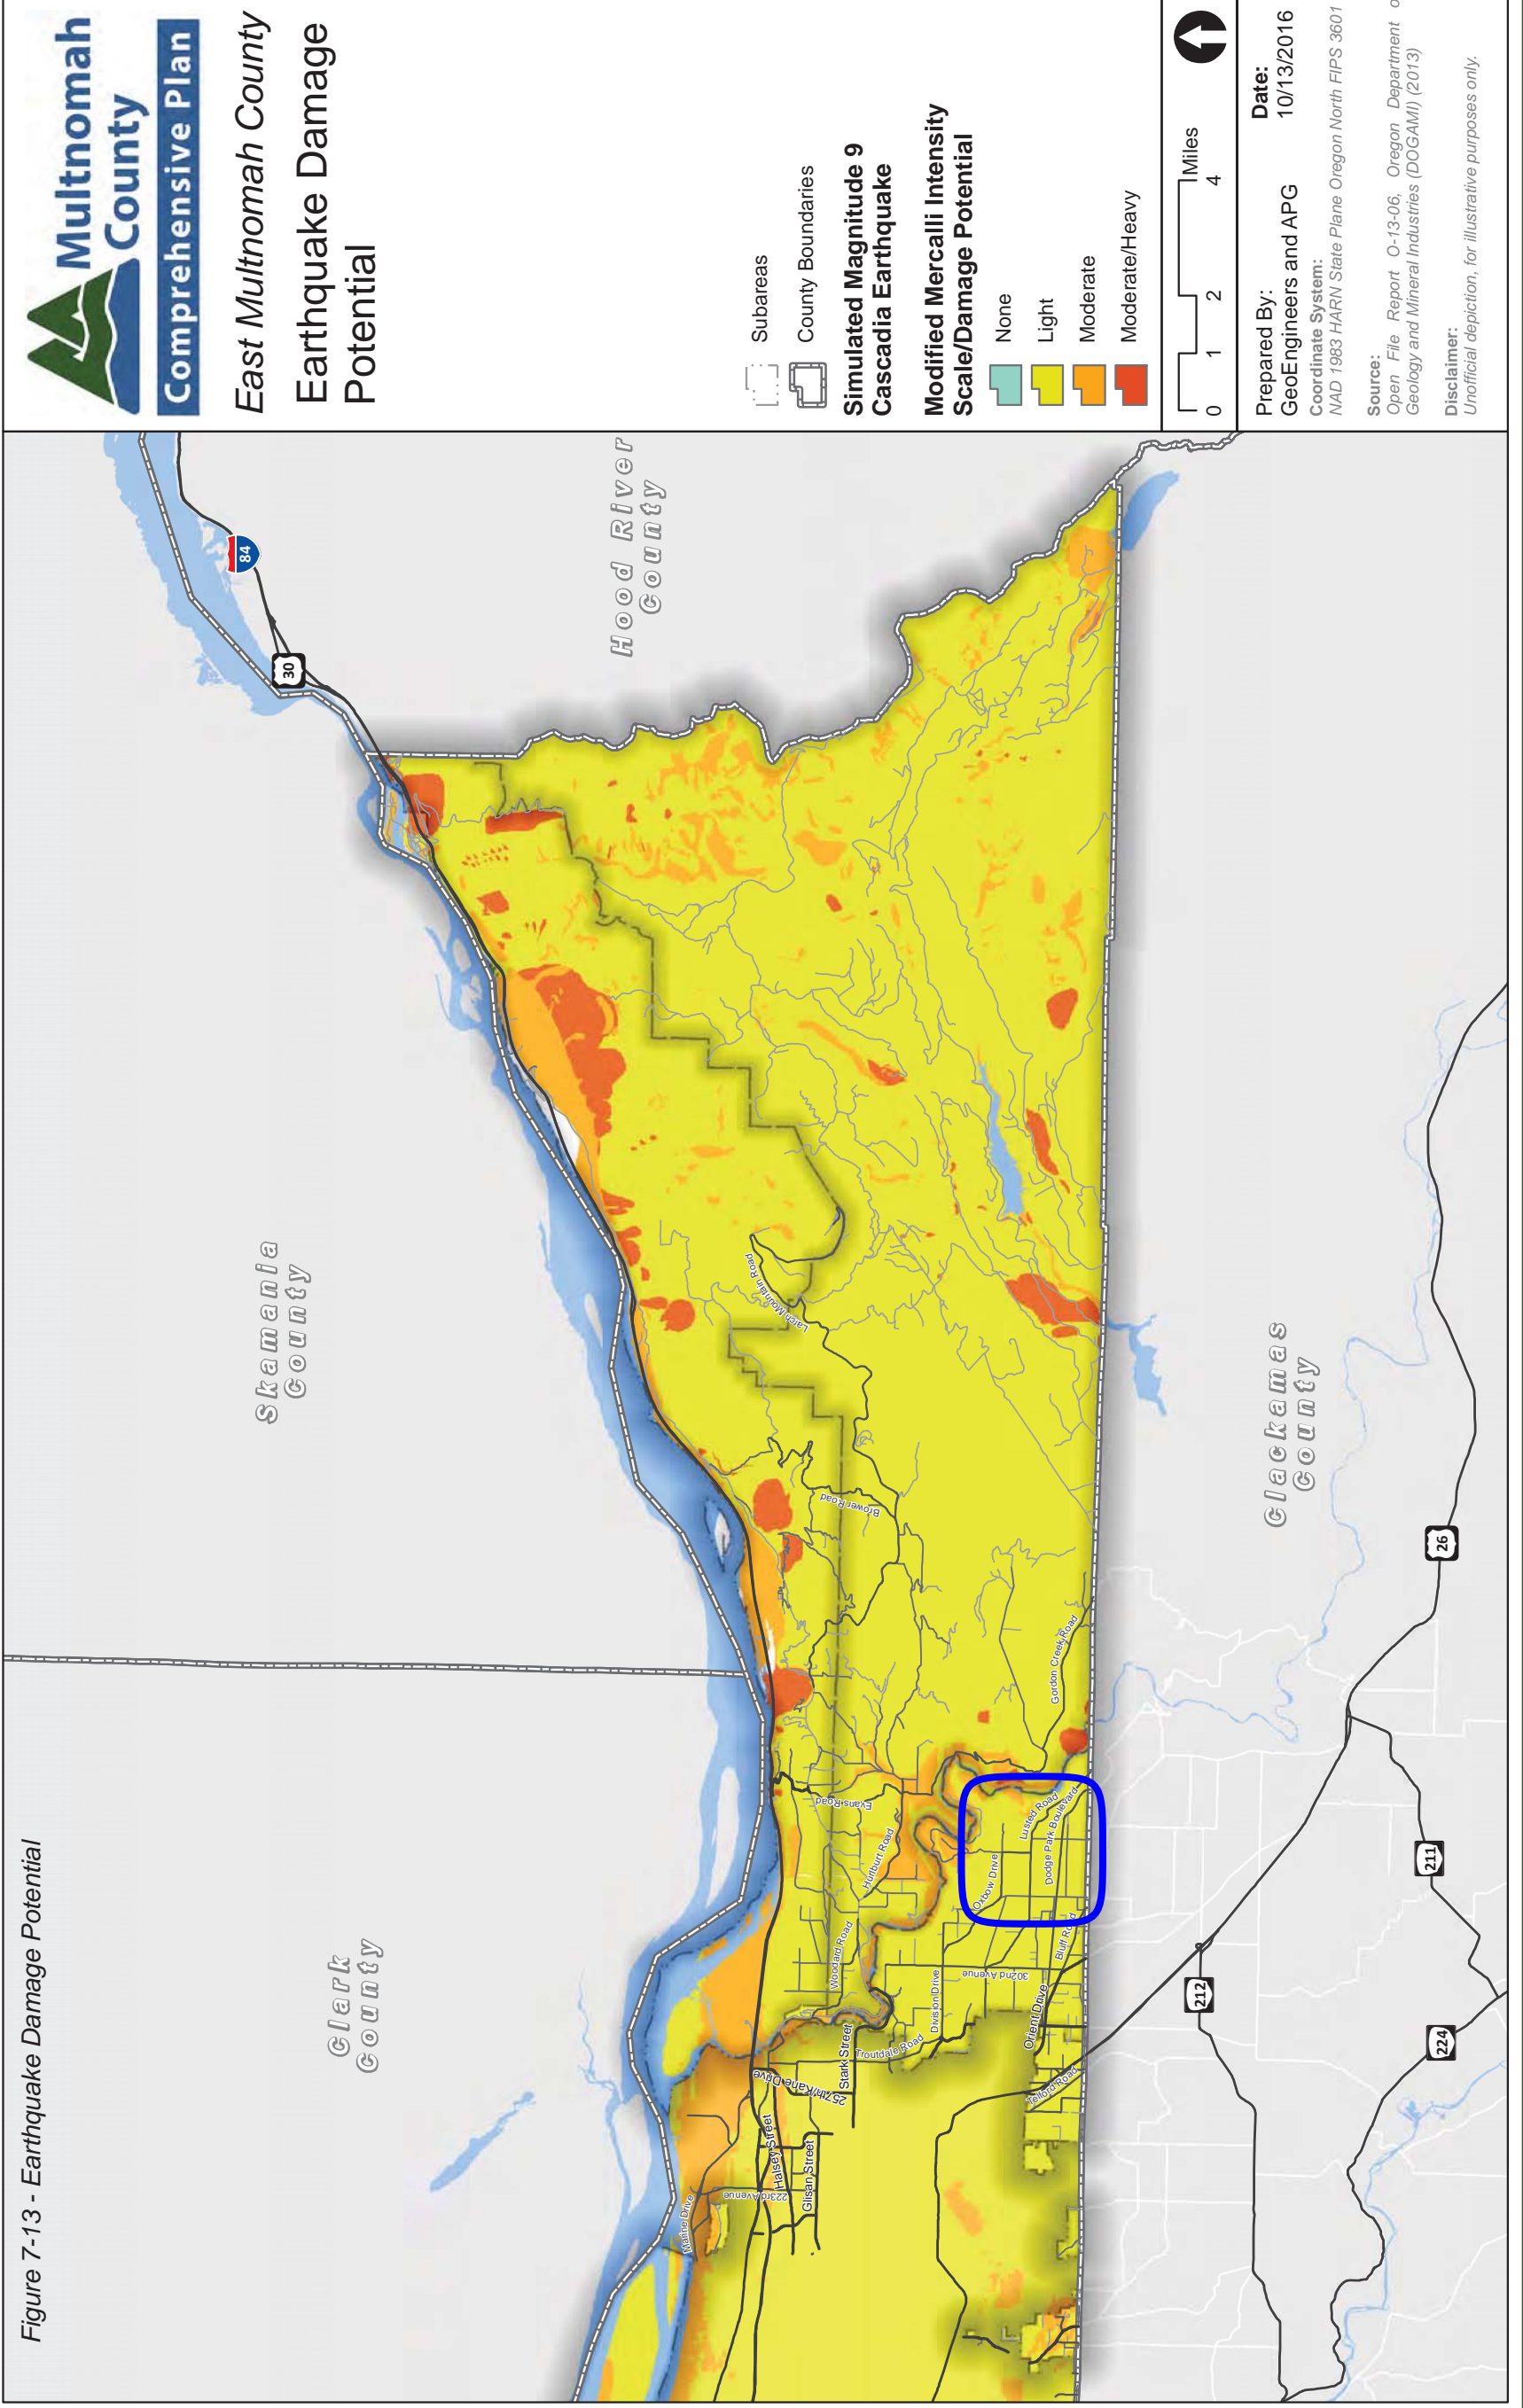 Figure 7-13 - Earthquake Damage Potential
Multnomah
County
Comprehensive Plan
East Multnomah County
Earthquake Damage
Potential
Subareas
County Boundaries
Simulated Magnitude 9
Cascadia Earthquake
Modified Mercalli Intensity
Scale/Damage Potential
None
Light
Moderate
Moderate/Heavy
0 1 2 4
Miles
Prepared By:
GeoEngineers and APG
Date:
10/13/2016
Coordinate System:
NAD 1983 HARN State Plane Oregon North FIPS 3601
Source:
Open File Report O-13-06, Oregon Department o
Geology and Mineral Industries (DOGAMI) (2013)
Disclaimer:
Unofficial depiction, for illustrative purposes only.
Clark
County
Skamania
County
Hood River
County
Clackamas
County
84
30
26
211
212
224
Marine Drive
223rd Avenue
Halsey Street
Glisan Street
257th/Kane Drive
Stark Street
Troutdale Road
Division Drive
302nd Avenue
Orient Drive
Telford Road
Bluff Road
Woodard Road
Hurlburt Road
Evans Road
Oxbow Drive
Lusted Road
Dodge Park Boulevard
Gordon Creek Road
Brower Road
Larch Mountain Road